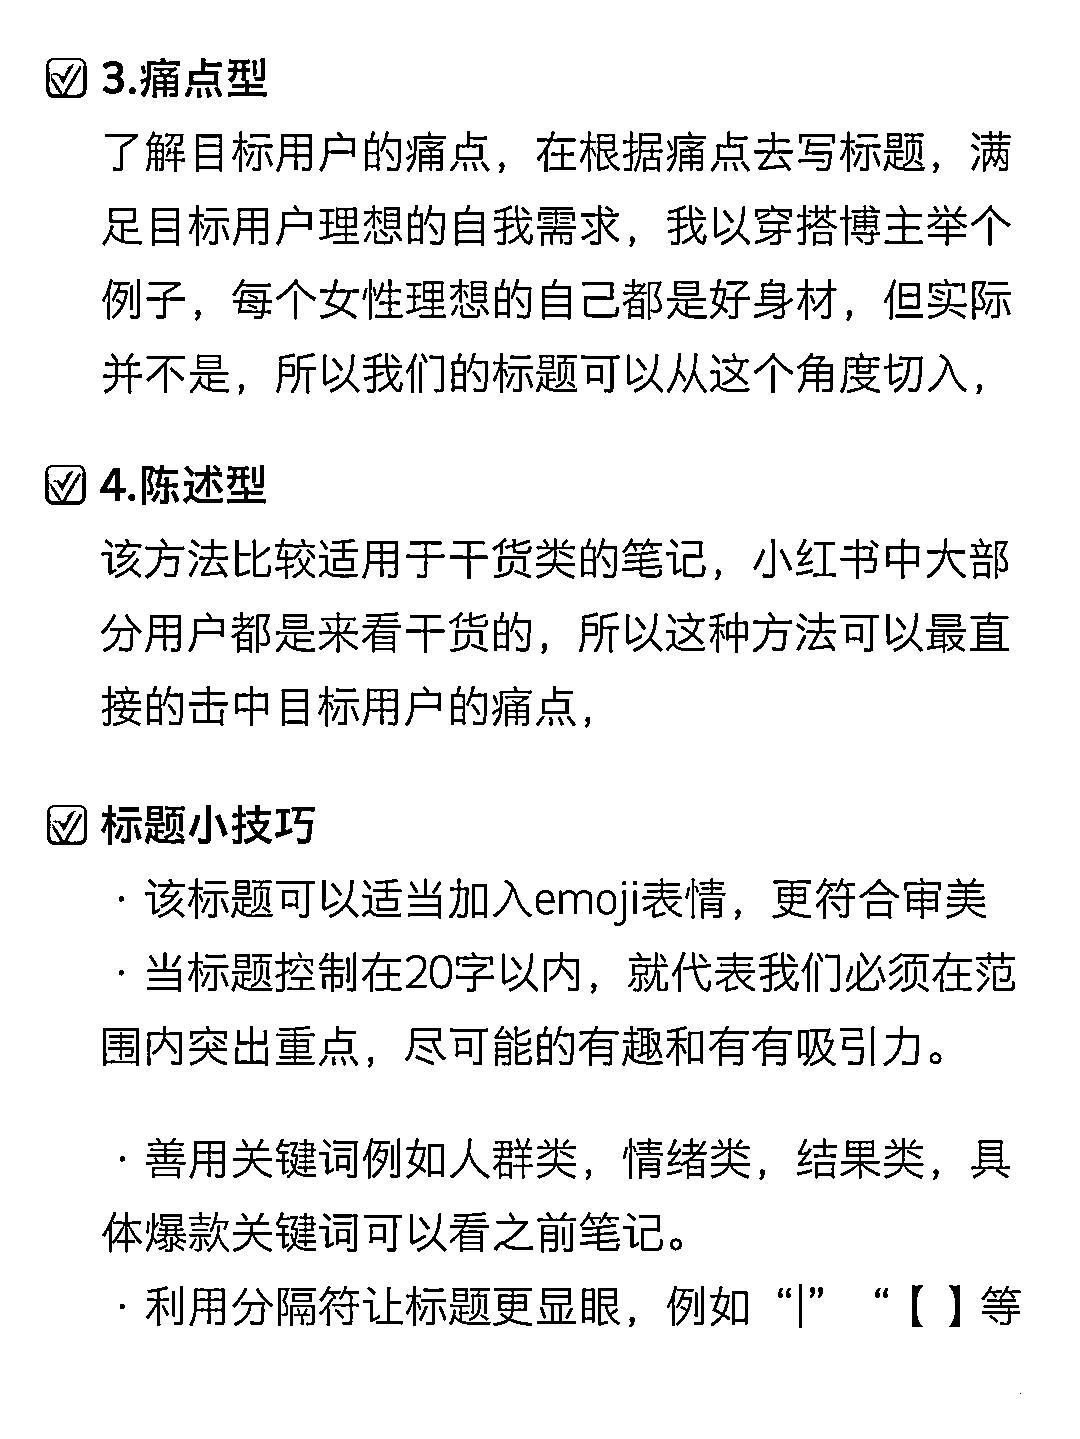 ☑ 3.痛点型
了解目标用户的痛点，在根据痛点去写标题，满
足目标用户理想的自我需求，我以穿搭博主举个
例子，每个女性理想的自己都是好身材，但实际
并不是，所以我们的标题可以从这个角度切入，
☑ 4.陈述型
该方法比较适用于干货类的笔记，小红书中大部
分用户都是来看干货的，所以这种方法可以最直
接的击中目标用户的痛点，
☑ 标题小技巧
· 该标题可以适当加入emoji表情，更符合审美
· 当标题控制在20字以内，就代表我们必须在范
围内突出重点，尽可能的有趣和有有吸引力。
· 善用关键词例如人群类，情绪类，结果类，具
体爆款关键词可以看之前笔记。
· 利用分隔符让标题更显眼，例如“|” “【 】等